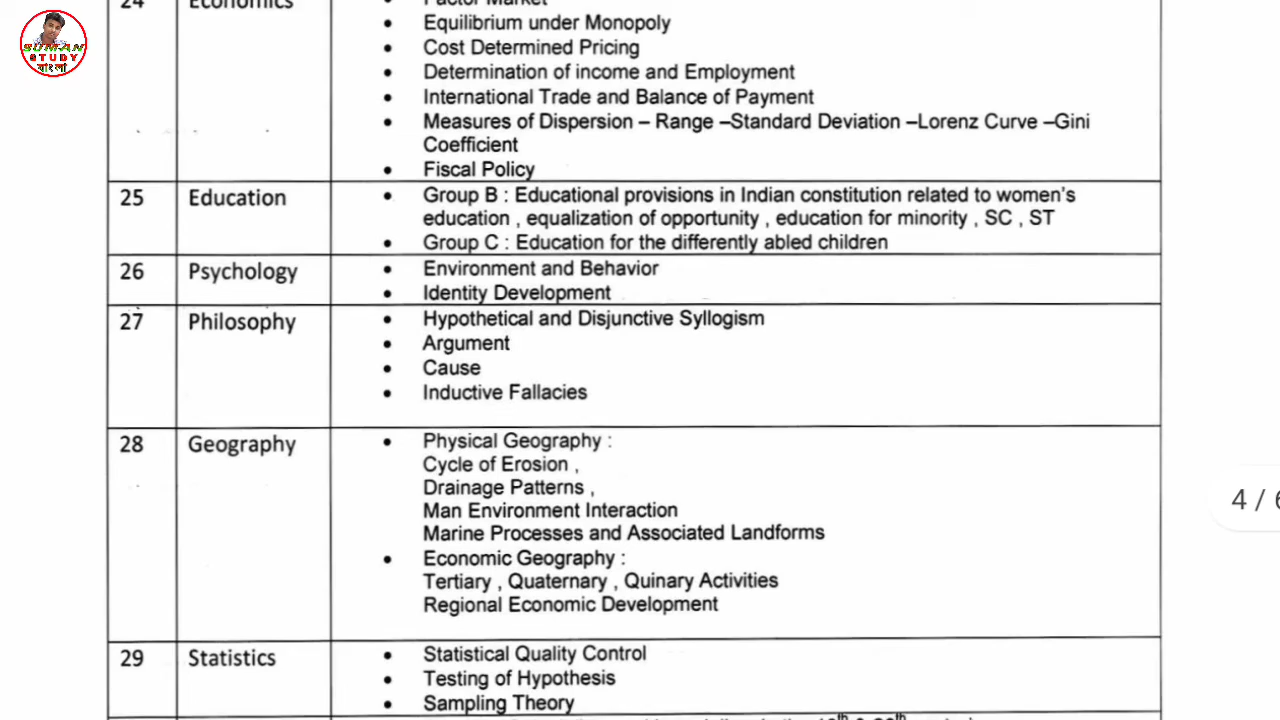 24 Economics • Factor Market
• Equilibrium under Monopoly
• Cost Determined Pricing
• Determination of income and Employment
• International Trade and Balance of Payment
• Measures of Dispersion – Range –Standard Deviation –Lorenz Curve –Gini
Coefficient
• Fiscal Policy
25 Education • Group B : Educational provisions in Indian constitution related to women's
education , equalization of opportunity , education for minority , SC , ST
• Group C : Education for the differently abled children
26 Psychology • Environment and Behavior
• Identity Development
27 Philosophy • Hypothetical and Disjunctive Syllogism
• Argument
• Cause
• Inductive Fallacies
28 Geography • Physical Geography :
Cycle of Erosion ,
Drainage Patterns ,
Man Environment Interaction
Marine Processes and Associated Landforms
• Economic Geography :
Tertiary , Quaternary , Quinary Activities
Regional Economic Development
29 Statistics • Statistical Quality Control
• Testing of Hypothesis
• Sampling Theory
SUMAN
STUDY
বাংলা
4 / 6